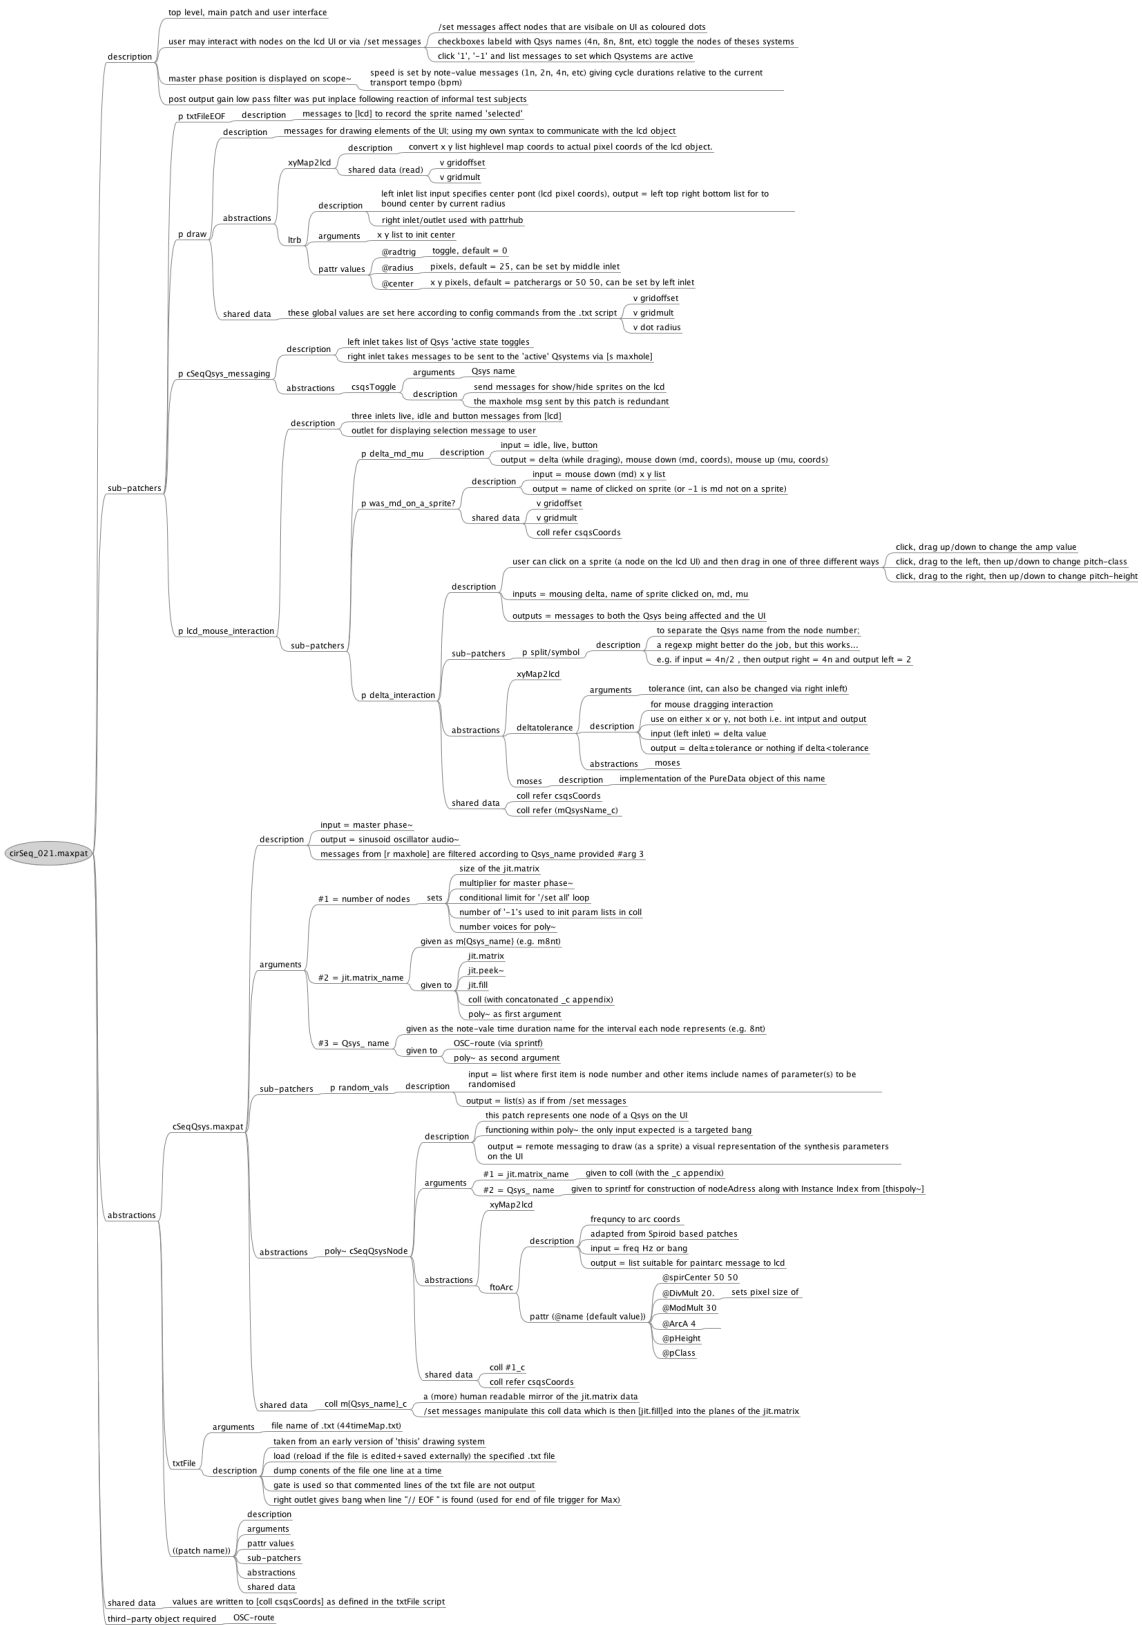 top level, main patch and user interface
/set messages affect nodes that are visibale on UI as coloured dots
user may interact with nodes on the lcd UI or via /set messages
checkboxes labeld with Qsys names (4n, 8n, 8nt, etc) toggle the nodes of theses systems
click '1', '-1' and list messages to set which Qsystems are active
description
master phase position is displayed on scope~
speed is set by note-value messages (1n, 2n, 4n, etc) giving cycle durations relative to the current
transport tempo (bpm)
post output gain low pass filter was put inplace following reaction of informal test subjects
p txtFileEOF
description
messages to [lcd] to record the sprite named 'selected'
description
messages for drawing elements of the UI; using my own syntax to communicate with the lcd object
xyMap2lcd
description
convert x y list highlevel map coords to actual pixel coords of the lcd object.
shared data (read)
v gridoffset
v gridmult
abstractions
p draw
ltrb
description
left inlet list input specifies center pont (lcd pixel coords), output = left top right bottom list for to
bound center by current radius
right inlet/outlet used with pattrhub
arguments
x y list to init center
pattr values
@radtrig
toggle, default = 0
@radius
pixels, default = 25, can be set by middle inlet
@center
x y pixels, default = patcherargs or 50 50, can be set by left inlet
shared data
these global values are set here according to config commands from the .txt script
v gridoffset
v gridmult
v dot radius
p cSeqQsys_messaging
description
left inlet takes list of Qsys 'active state toggles
right inlet takes messages to be sent to the 'active' Qsystems via [s maxhole]
abstractions
csqsToggle
arguments
Qsys name
description
send messages for show/hide sprites on the lcd
the maxhole msg sent by this patch is redundant
sub-patchers
description
three inlets live, idle and button messages from [lcd]
outlet for displaying selection message to user
p lcd_mouse_interaction
sub-patchers
p delta_md_mu
description
input = idle, live, button
output = delta (while draging), mouse down (md, coords), mouse up (mu, coords)
p was_md_on_a_sprite?
description
input = mouse down (md) x y list
output = name of clicked on sprite (or -1 is md not on a sprite)
shared data
v gridoffset
v gridmult
coll refer csqsCoords
p delta_interaction
description
user can click on a sprite (a node on the lcd UI) and then drag in one of three different ways
click, drag up/down to change the amp value
click, drag to the left, then up/down to change pitch-class
click, drag to the right, then up/down to change pitch-height
inputs = mousing delta, name of sprite clicked on, md, mu
outputs = messages to both the Qsys being affected and the UI
sub-patchers
p split/symbol
description
to separate the Qsys name from the node number;
a regexp might better do the job, but this works...
e.g. if input = 4n/2 , then output right = 4n and output left = 2
abstractions
xyMap2lcd
deltatolerance
arguments
tolerance (int, can also be changed via right inleft)
description
for mouse dragging interaction
use on either x or y, not both i.e. int intput and output
input (left inlet) = delta value
output = delta±tolerance or nothing if delta<tolerance
abstractions
moses
moses
description
implementation of the PureData object of this name
shared data
coll refer csqsCoords
coll refer (mQsysName_c)
cirSeq_021.maxpat
description
input = master phase~
output = sinusoid oscillator audio~
messages from [r maxhole] are filtered according to Qsys_name provided #arg 3
arguments
#1 = number of nodes
sets
size of the jit.matrix
multiplier for master phase~
conditional limit for '/set all' loop
number of '-1's used to init param lists in coll
number voices for poly~
#2 = jit.matrix_name
given as m{Qsys_name} (e.g. m8nt)
given to
jit.matrix
jit.peek~
jit.fill
coll (with concatonated _c appendix)
poly~ as first argument
#3 = Qsys_ name
given as the note-vale time duration name for the interval each node represents (e.g. 8nt)
given to
OSC-route (via sprintf)
poly~ as second argument
sub-patchers
p random_vals
description
input = list where first item is node number and other items include names of parameter(s) to be
randomised
output = list(s) as if from /set messages
cSeqQsys.maxpat
abstractions
abstractions
poly~ cSeqQsysNode
description
this patch represents one node of a Qsys on the UI
functioning within poly~ the only input expected is a targeted bang
output = remote messaging to draw (as a sprite) a visual representation of the synthesis parameters
on the UI
arguments
#1 = jit.matrix_name
given to coll (with the _c appendix)
#2 = Qsys_ name
given to sprintf for construction of nodeAdress along with Instance Index from [thispoly~]
abstractions
xyMap2lcd
ftoArc
description
frequncy to arc coords
adapted from Spiroid based patches
input = freq Hz or bang
output = list suitable for paintarc message to lcd
pattr (@name {default value})
@spirCenter 50 50
@DivMult 20.
sets pixel size of
@ModMult 30
@ArcA 4
@pHeight
@pClass
shared data
coll #1_c
coll refer csqsCoords
shared data
coll m{Qsys_name}_c
a (more) human readable mirror of the jit.matrix data
/set messages manipulate this coll data which is then [jit.fill]ed into the planes of the jit.matrix
txtFile
arguments
file name of .txt (44timeMap.txt)
description
taken from an early version of 'thisis' drawing system
load (reload if the file is edited+saved externally) the specified .txt file
dump conents of the file one line at a time
gate is used so that commented lines of the txt file are not output
right outlet gives bang when line "// EOF " is found (used for end of file trigger for Max)
((patch name))
description
arguments
pattr values
sub-patchers
abstractions
shared data
shared data
values are written to [coll csqsCoords] as defined in the txtFile script
third-party object required
OSC-route